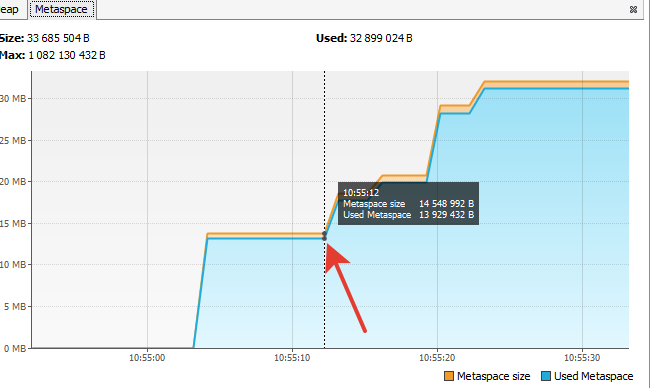 eap Metaspace
Size: 33 685 504 B Used: 32 899 024 B
Max: 1 082 130 432 B
30 MB
25 MB
20 MB
15 MB
10 MB
5 MB
0 MB
10:55:12
Metaspace size 14 548 992 B
Used Metaspace 13 929 432 B
10:55:00 10:55:10 10:55:20 10:55:30
Metaspace size Used Metaspace